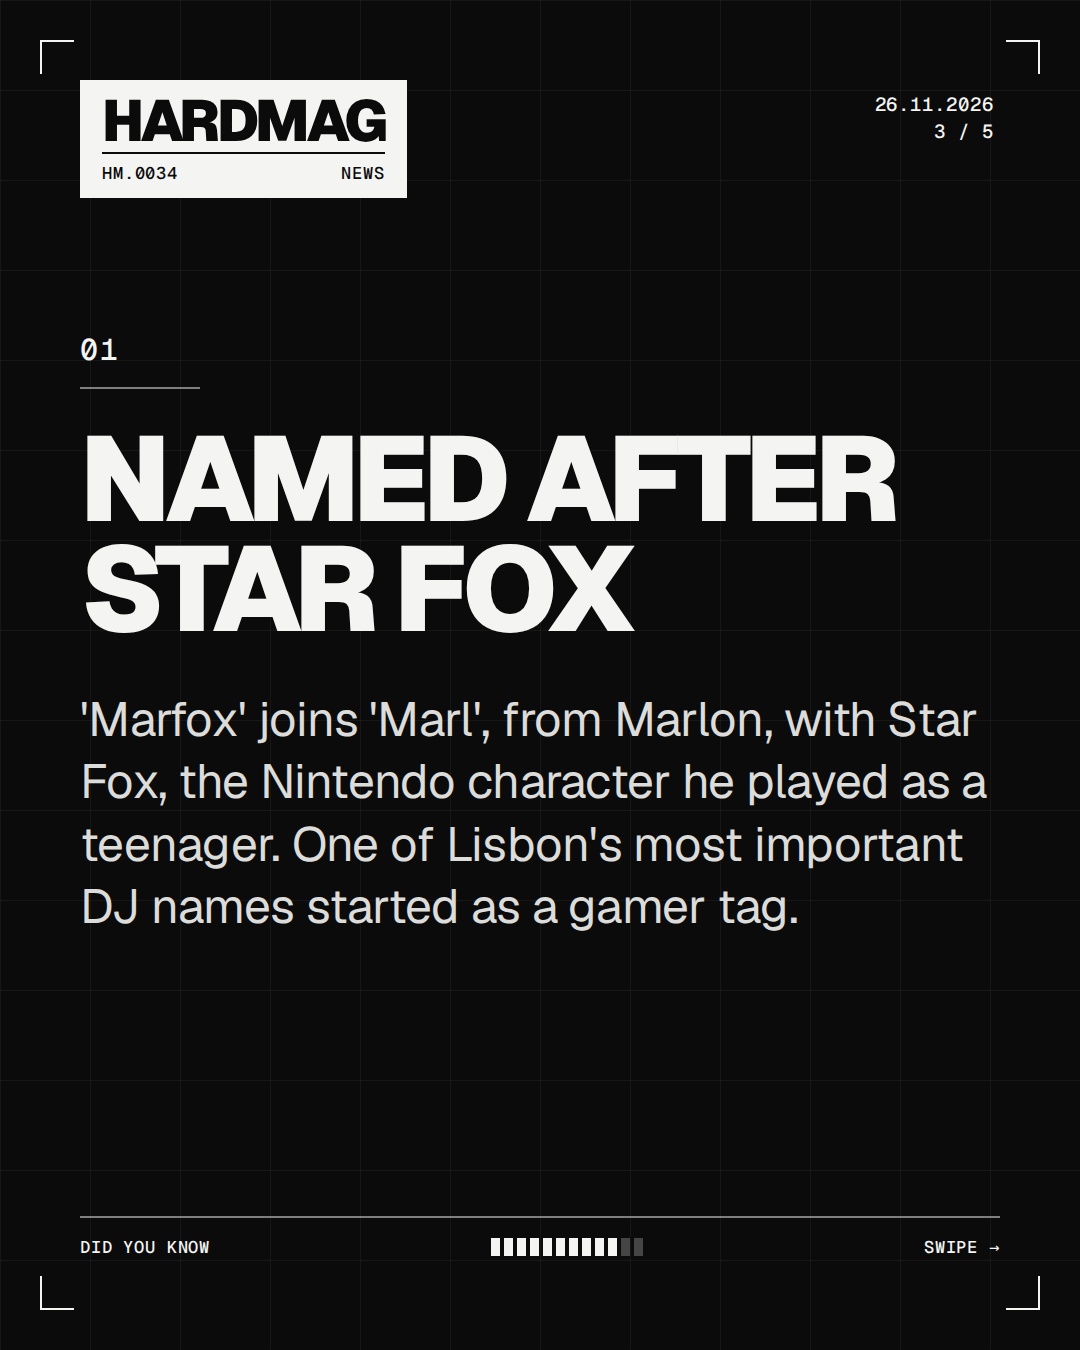 HARDMAG
HM.0034 NEWS
26.11.2026
3 / 5
01
NAMED AFTER
STAR FOX
'Marfox' joins 'Marl', from Marlon, with Star
Fox, the Nintendo character he played as a
teenager. One of Lisbon's most important
DJ names started as a gamer tag.
DID YOU KNOW
SWIPE →